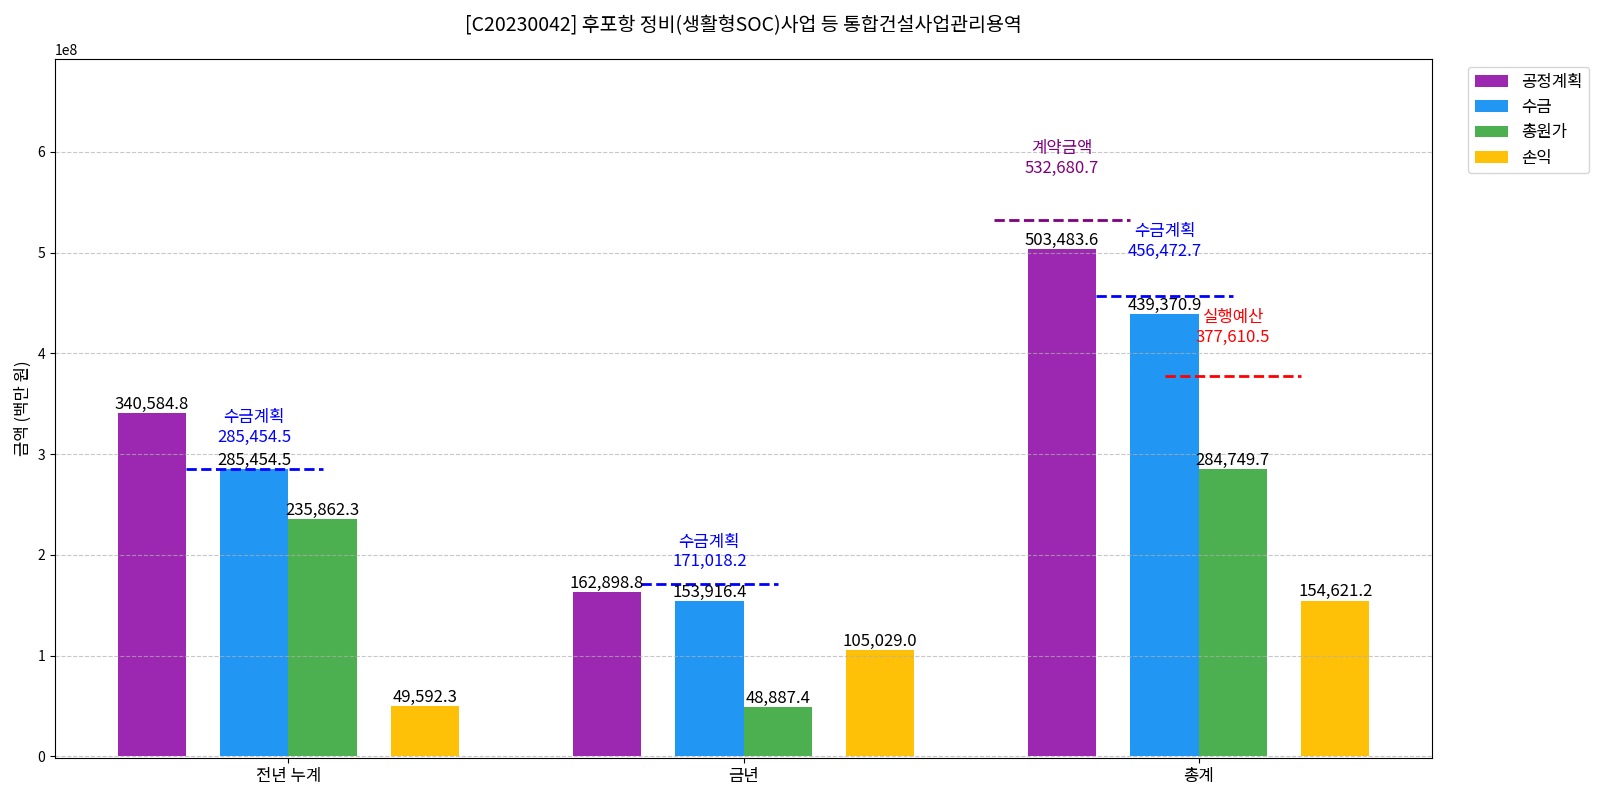 [C20230042] 후포항 정비(생활형SOC)사업 등 통합건설사업관리용역
1e8
공정계획
수금
총원가
손익
금액 (백만 원)
6
5
4
3
2
1
0
계약금액
532,680.7
503,483.6
수금계획
456,472.7
439,370.9
실행예산
377,610.5
340,584.8
수금계획
285,454.5
285,454.5
284,749.7
235,862.3
수금계획
171,018.2
162,898.8
153,916.4
154,621.2
105,029.0
49,592.3
48,887.4
전년 누계
금년
총계